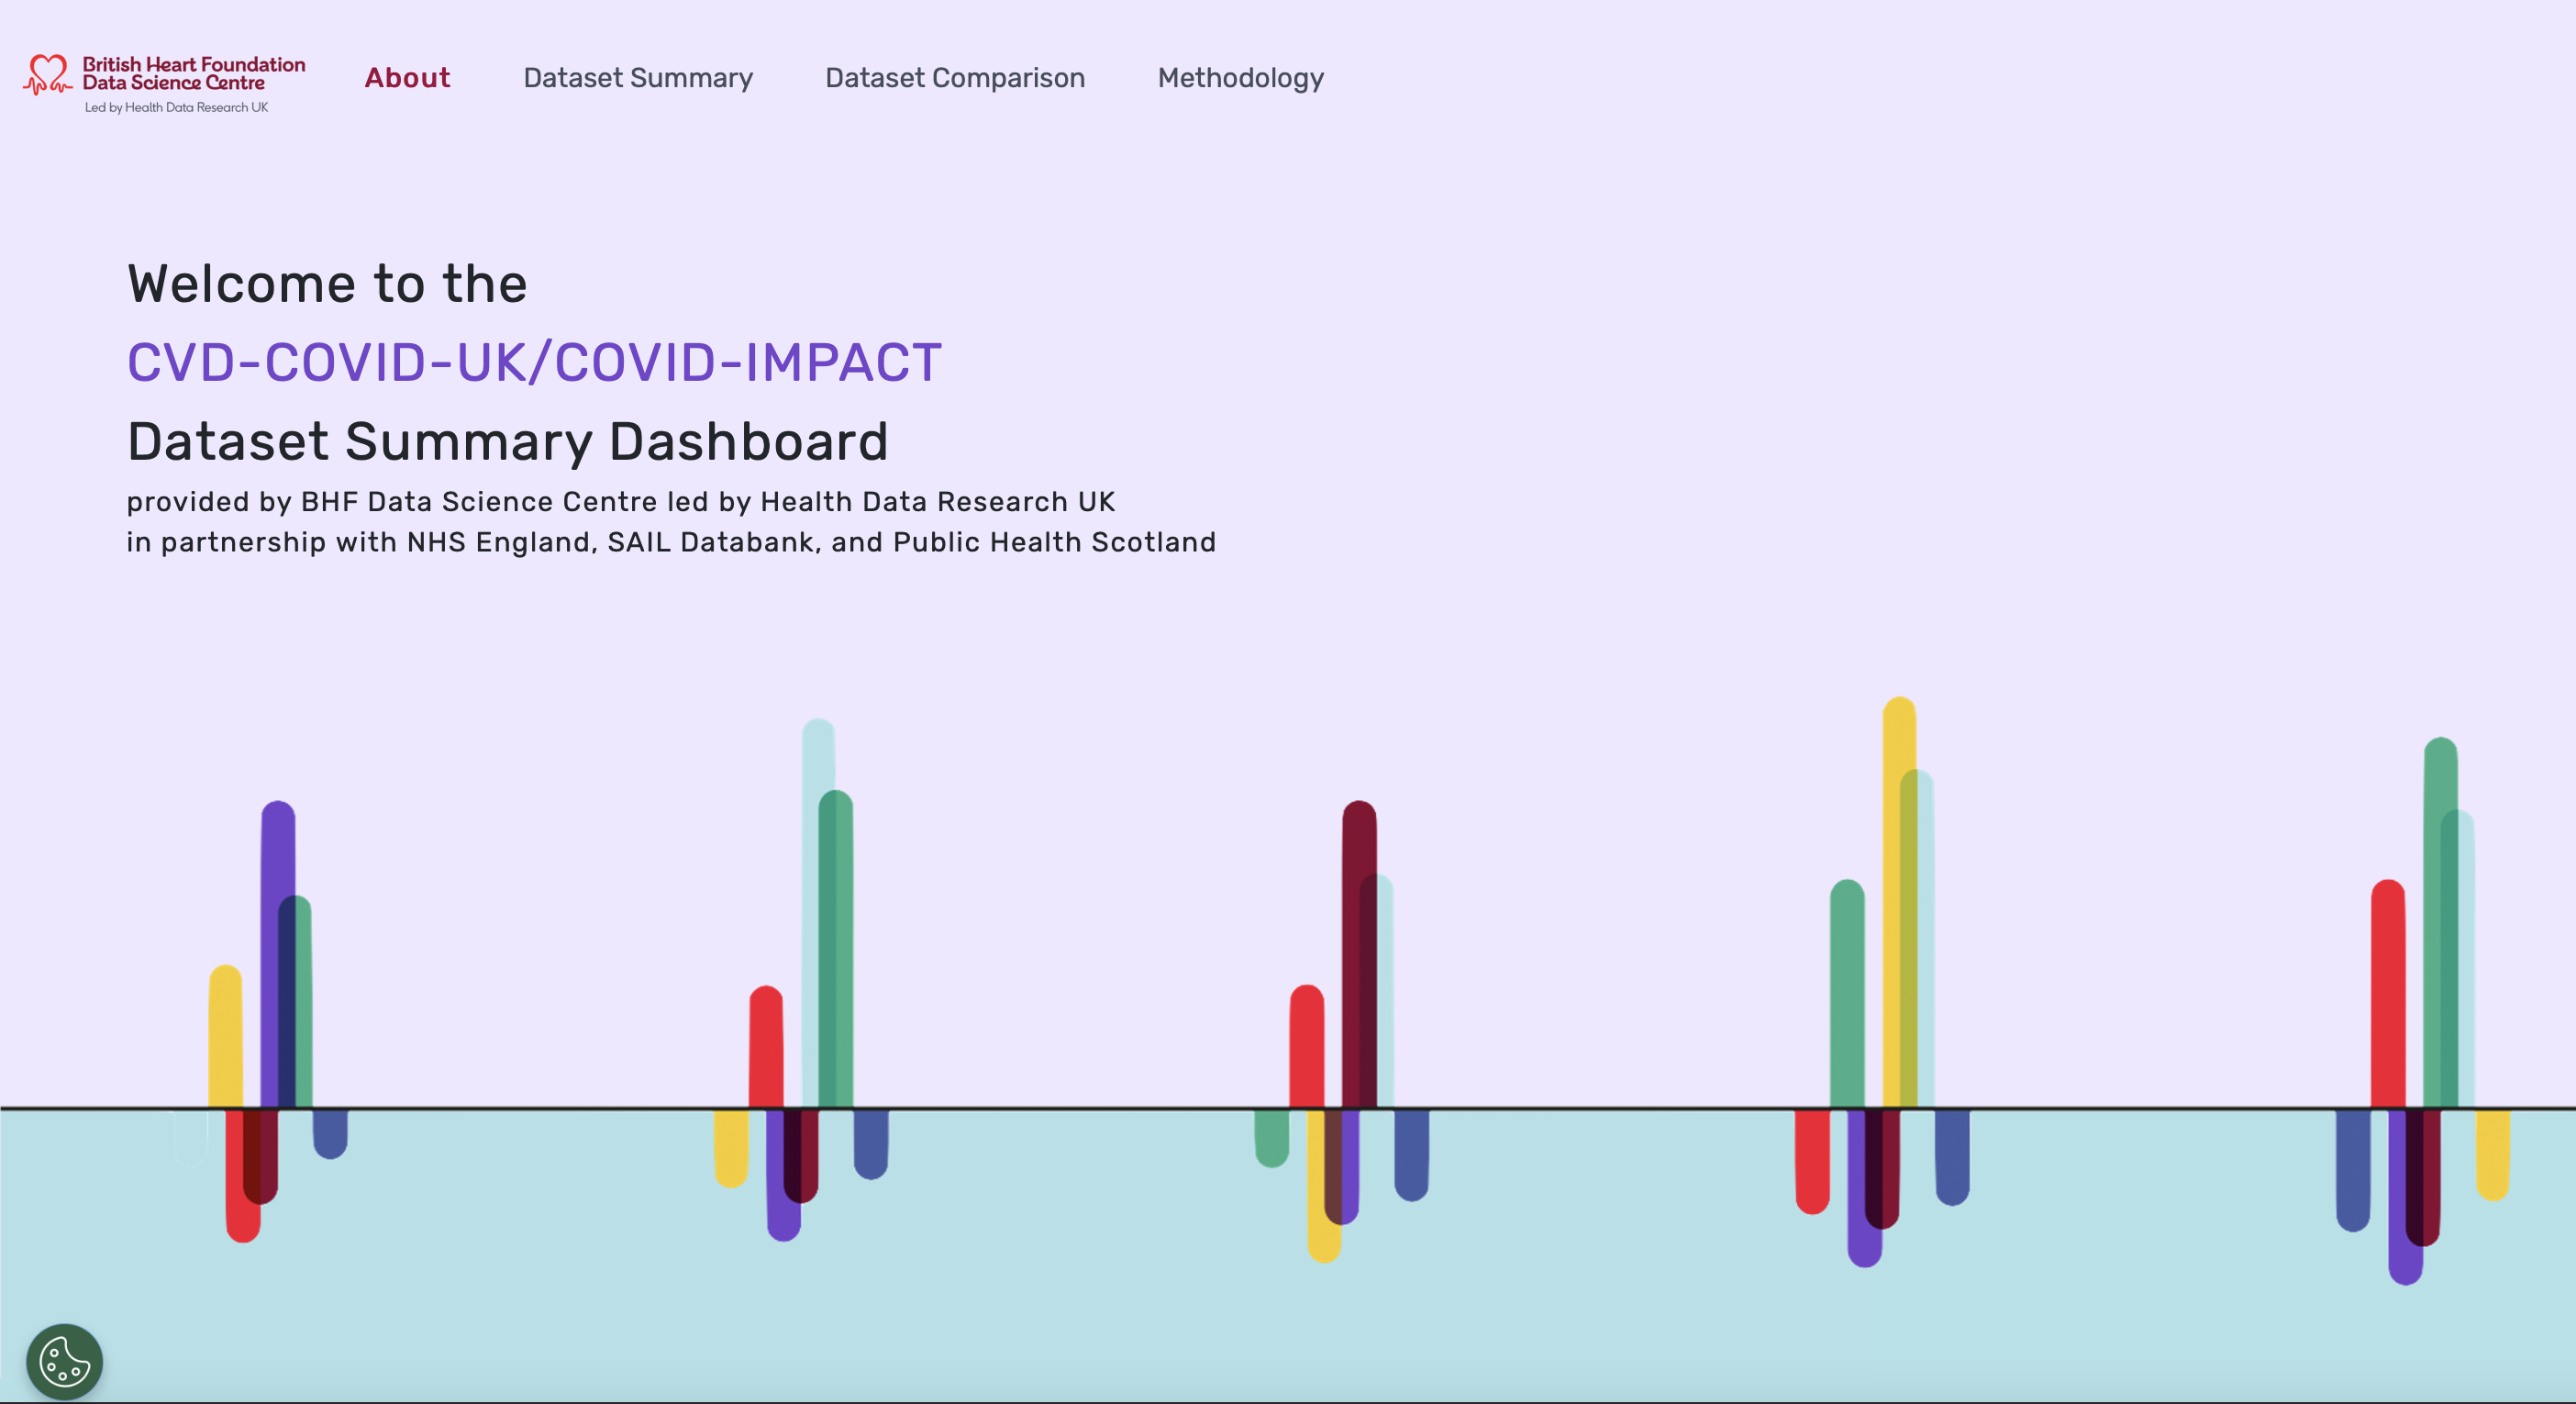 British Heart Foundation
Data Science Centre
Led by Health Data Research UK
About
Dataset Summary
Dataset Comparison
Methodology
Welcome to the
CVD-COVID-UK/COVID-IMPACT
Dataset Summary Dashboard
provided by BHF Data Science Centre led by Health Data Research UK
in partnership with NHS England, SAIL Databank, and Public Health Scotland